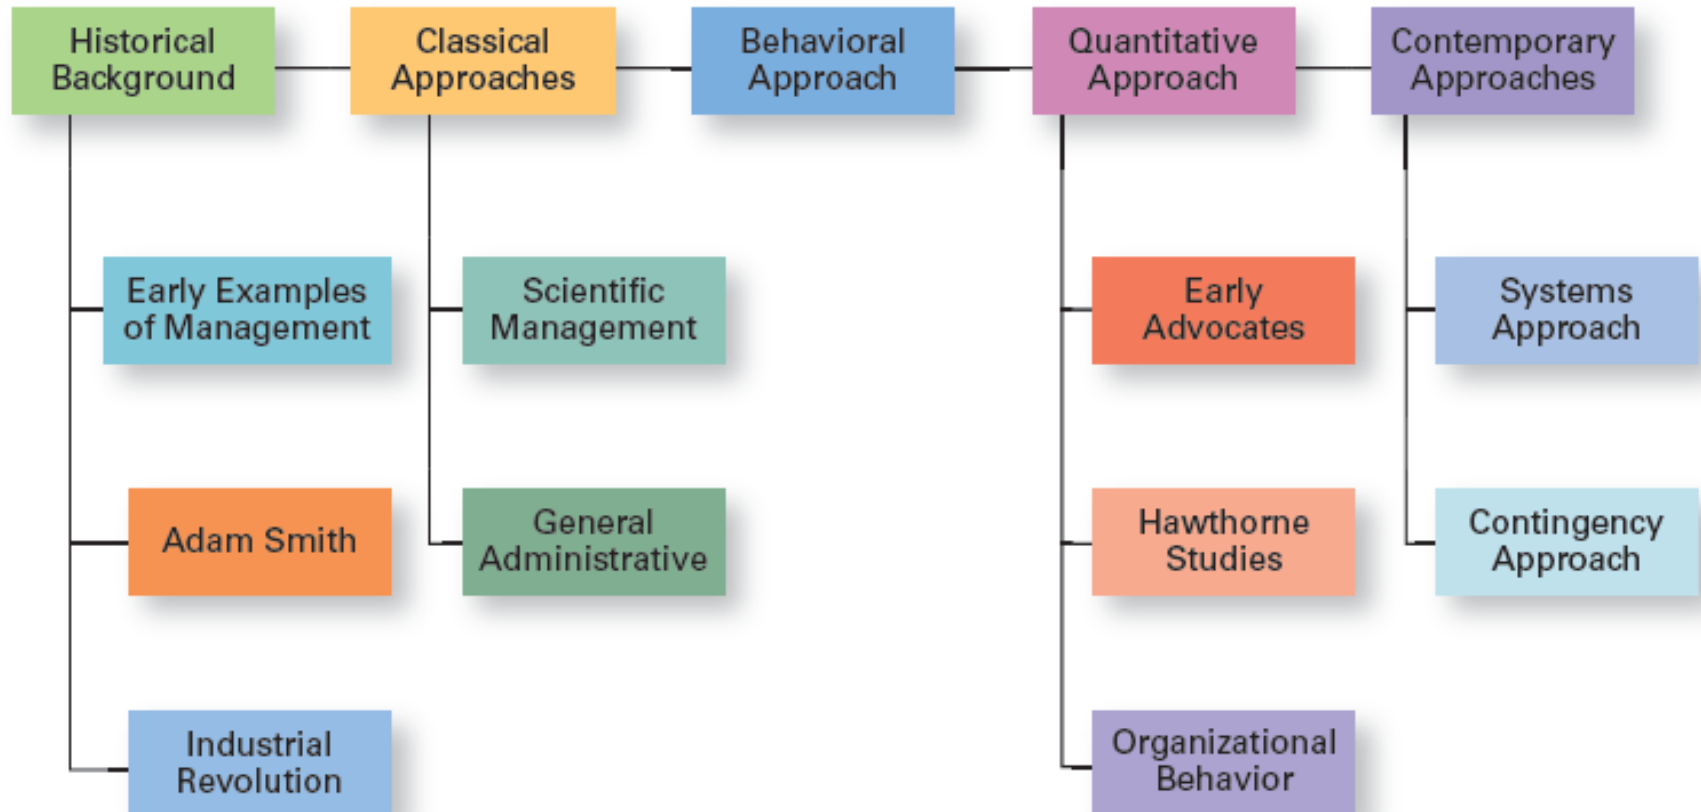 Historical
Background
Classical
Approaches
Behavioral
Approach
Quantitative
Approach
Contemporary
Approaches
Early Examples
of Management
Scientific
Management
Early
Advocates
Systems
Approach
Adam Smith
General
Administrative
Hawthorne
Studies
Contingency
Approach
Industrial
Revolution
Organizational
Behavior